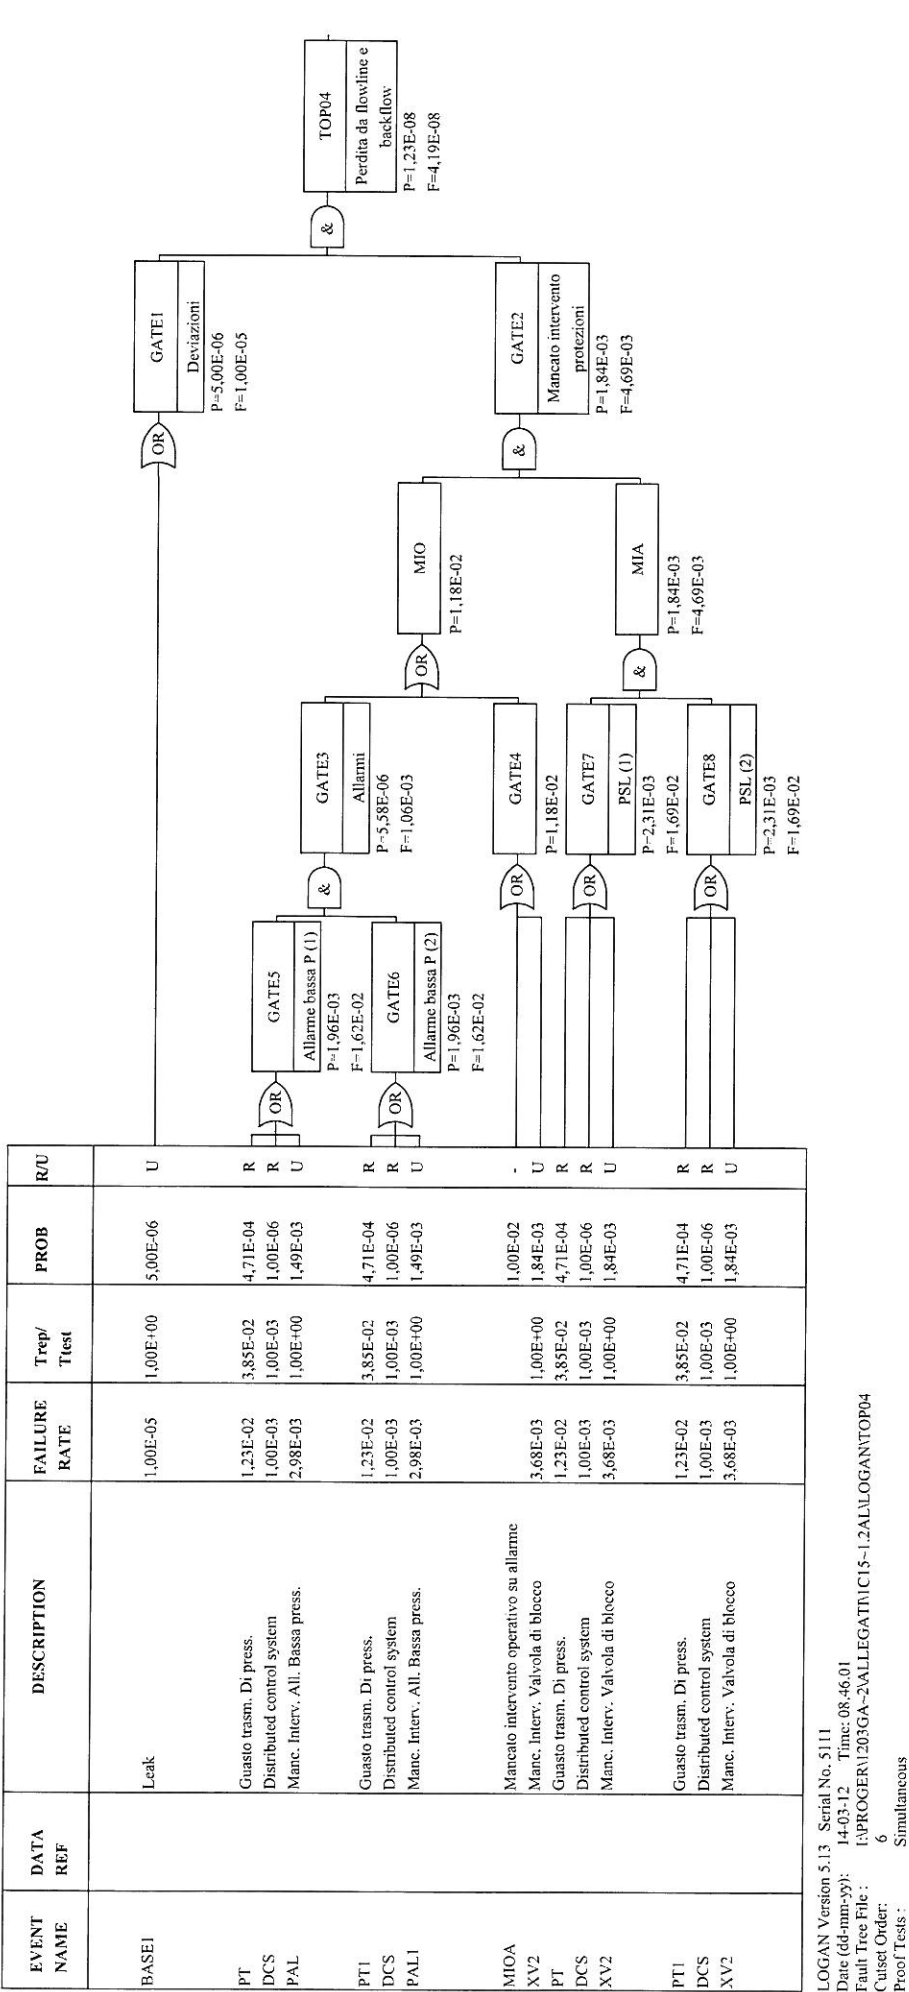 EVENT NAME DATA REF DESCRIPTION FAILURE RATE Trep/ Ttest PROB R/U
BASE1 Leak 1,00E-05 1,00E+00 5,00E-06 U
PT Guasto trasm. Di press. 1,23E-02 3,85E-02 4,71E-04 R
DCS Distributed control system 1,00E-03 1,00E-03 1,00E-06 R
PAL Manc. Interv. All. Bassa press. 2,98E-03 1,00E+00 1,49E-03 U
PT1 Guasto trasm. Di press. 1,23E-02 3,85E-02 4,71E-04 R
DCS Distributed control system 1,00E-03 1,00E-03 1,00E-06 R
PAL1 Manc. Interv. All. Bassa press. 2,98E-03 1,00E+00 1,49E-03 U
MIOA Mancato intervento operativo su allarme 1,00E-02 -
XV2 Manc. Interv. Valvola di blocco 3,68E-03 1,00E+00 1,84E-03 U
PT Guasto trasm. Di press. 1,23E-02 3,85E-02 4,71E-04 R
DCS Distributed control system 1,00E-03 1,00E-03 1,00E-06 R
XV2 Manc. Interv. Valvola di blocco 3,68E-03 1,00E+00 1,84E-03 U
PT1 Guasto trasm. Di press. 1,23E-02 3,85E-02 4,71E-04 R
DCS Distributed control system 1,00E-03 1,00E-03 1,00E-06 R
XV2 Manc. Interv. Valvola di blocco 3,68E-03 1,00E+00 1,84E-03 U
OR
GATE1
Deviazioni
P=5,00E-06
F=1,00E-05
OR
GATE5
Allarme bassa P (1)
P=1,96E-03
F=1,62E-02
OR
GATE6
Allarme bassa P (2)
P=1,96E-03
F=1,62E-02
&
GATE3
Allarmi
P=5,58E-06
F=1,06E-03
OR
GATE4
P=1,18E-02
OR
GATE7
PSL (1)
P=2,31E-03
F=1,69E-02
OR
GATE8
PSL (2)
P=2,31E-03
F=1,69E-02
OR
MIO
P=1,18E-02
&
MIA
P=1,84E-03
F=4,69E-03
&
GATE2
Mancato intervento
protezioni
P=1,84E-03
F=4,69E-03
&
TOP04
Perdita da flowline e
backflow
P=1,23E-08
F=4,19E-08
LOGAN Version 5.13 Serial No. 5111
Date (dd-mm-yy): 14-03-12 Time: 08.46.01
Fault Tree File : I:\PROGER\1203GA~2\ALLEGATI\1C15~1.2AL\LOGAN\TOP04
Cutset Order: 6
Proof Tests : Simultaneous